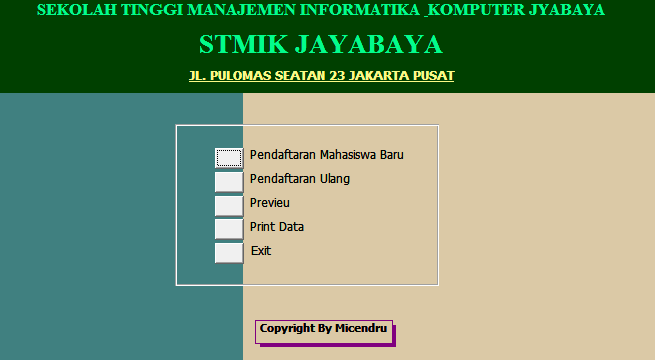 SEKOLAH TINGGI MANAJEMEN INFORMATIKA _KOMPUTER JYABAYA
STMIK JAYABAYA
JL. PULOMAS SEATAN 23 JAKARTA PUSAT
Pendaftaran Mahasiswa Baru
Pendaftaran Ulang
Previeu
Print Data
Exit
Copyright By Micendru